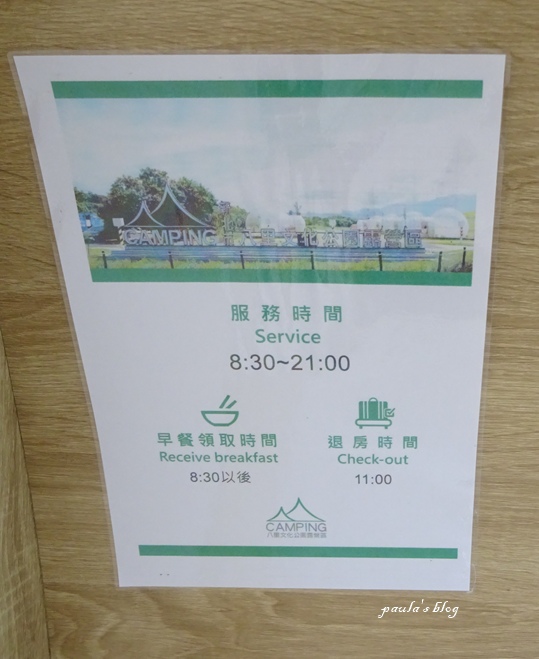 CAMPING
服務時間
Service
8:30~21:00
早餐領取時間
Receive breakfast
8:30以後
退房時間
Check-out
11:00
CAMPING
paula's blog